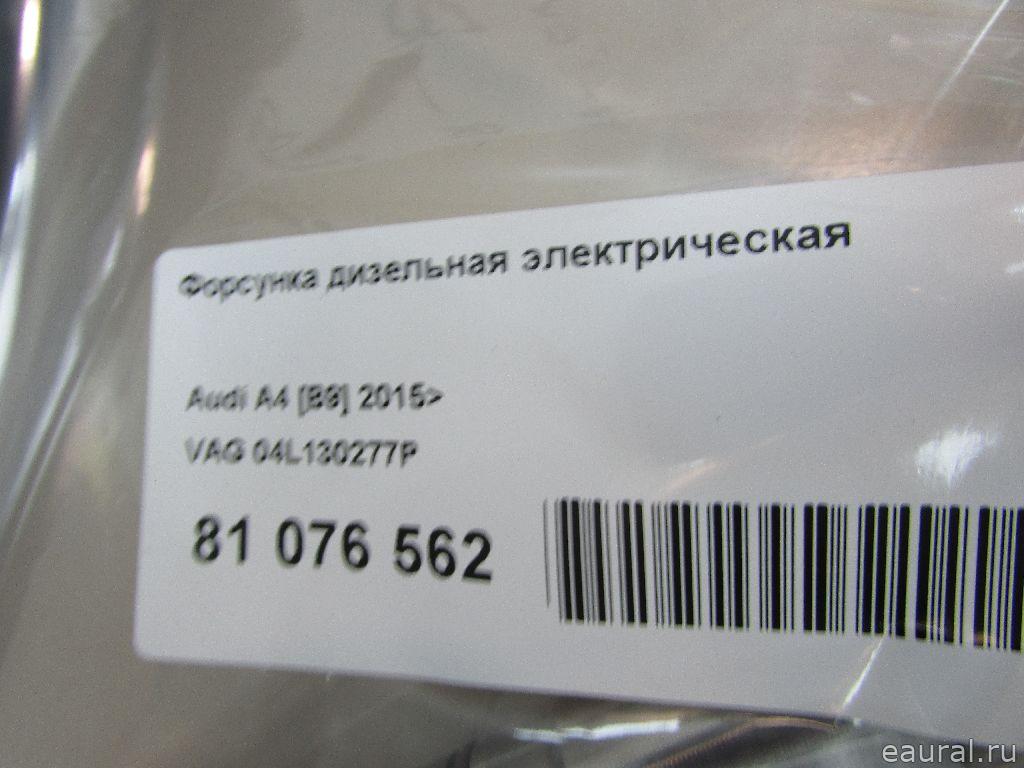 Форсунка дизельная электрическая
Audi A4 [B9] 2015>
VAG 04L130277P
81 076 562
eaural.ru